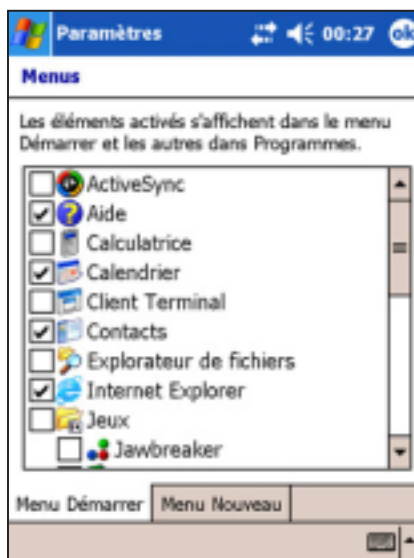 Paramètres 00:27 ok
Menus
Les éléments activés s'affichent dans le menu
Démarrer et les autres dans Programmes.
ActiveSync
Aide
Calculatrice
Calendrier
Client Terminal
Contacts
Explorateur de fichiers
Internet Explorer
Jeux
Jawbreaker
Menu Démarrer Menu Nouveau